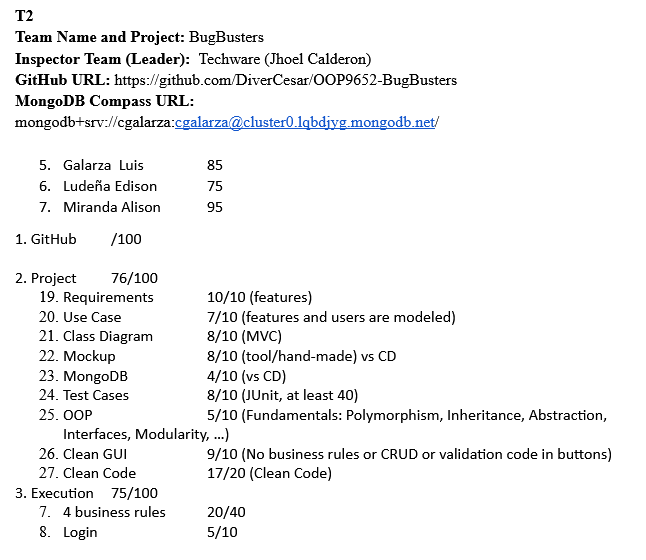 T2
Team Name and Project: BugBusters
Inspector Team (Leader): Techware (Jhoel Calderon)
GitHub URL: https://github.com/DiverCesar/OOP9652-BugBusters
MongoDB Compass URL:
mongodb+srv://cgalarza:cgalarza@cluster0.lqbdjyg.mongodb.net/
5. Galarza Luis 85
6. Ludeña Edison 75
7. Miranda Alison 95
1. GitHub /100
2. Project 76/100
19. Requirements 10/10 (features)
20. Use Case 7/10 (features and users are modeled)
21. Class Diagram 8/10 (MVC)
22. Mockup 8/10 (tool/hand-made) vs CD
23. MongoDB 4/10 (vs CD)
24. Test Cases 8/10 (JUnit, at least 40)
25. OOP 5/10 (Fundamentals: Polymorphism, Inheritance, Abstraction,
Interfaces, Modularity, ...)
26. Clean GUI 9/10 (No business rules or CRUD or validation code in buttons)
27. Clean Code 17/20 (Clean Code)
3. Execution 75/100
7. 4 business rules 20/40
8. Login 5/10